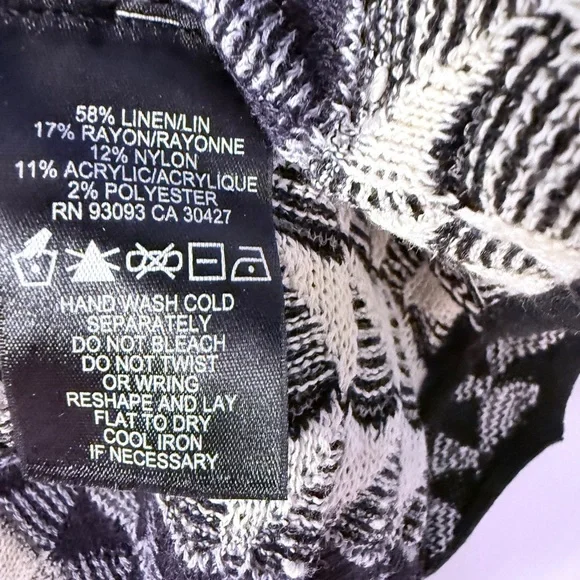 58% LINEN/LIN
17% RAYON/RAYONNE
12% NYLON
11% ACRYLIC/ACRYLIQUE
2% POLYESTER
RN 93093 CA 30427
HAND WASH COLD
SEPARATELY
DO NOT BLEACH
DO NOT TWIST
OR WRING
RESHAPE AND LAY
FLAT TO DRY
COOL IRON
IF NECESSARY